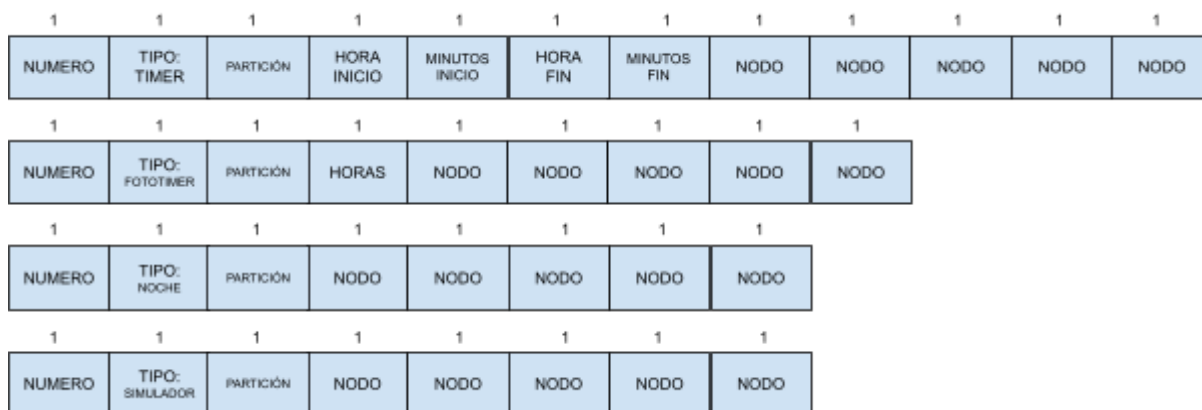 1 1 1 1 1 1 1 1 1 1 1 1
NUMERO TIPO: TIMER PARTICIÓN HORA INICIO MINUTOS INICIO HORA FIN MINUTOS FIN NODO NODO NODO NODO NODO
1 1 1 1 1 1 1 1 1
NUMERO TIPO: FOTOTIMER PARTICIÓN HORAS NODO NODO NODO NODO NODO
1 1 1 1 1 1 1 1
NUMERO TIPO: NOCHE PARTICIÓN NODO NODO NODO NODO NODO
1 1 1 1 1 1 1 1
NUMERO TIPO: SIMULADOR PARTICIÓN NODO NODO NODO NODO NODO